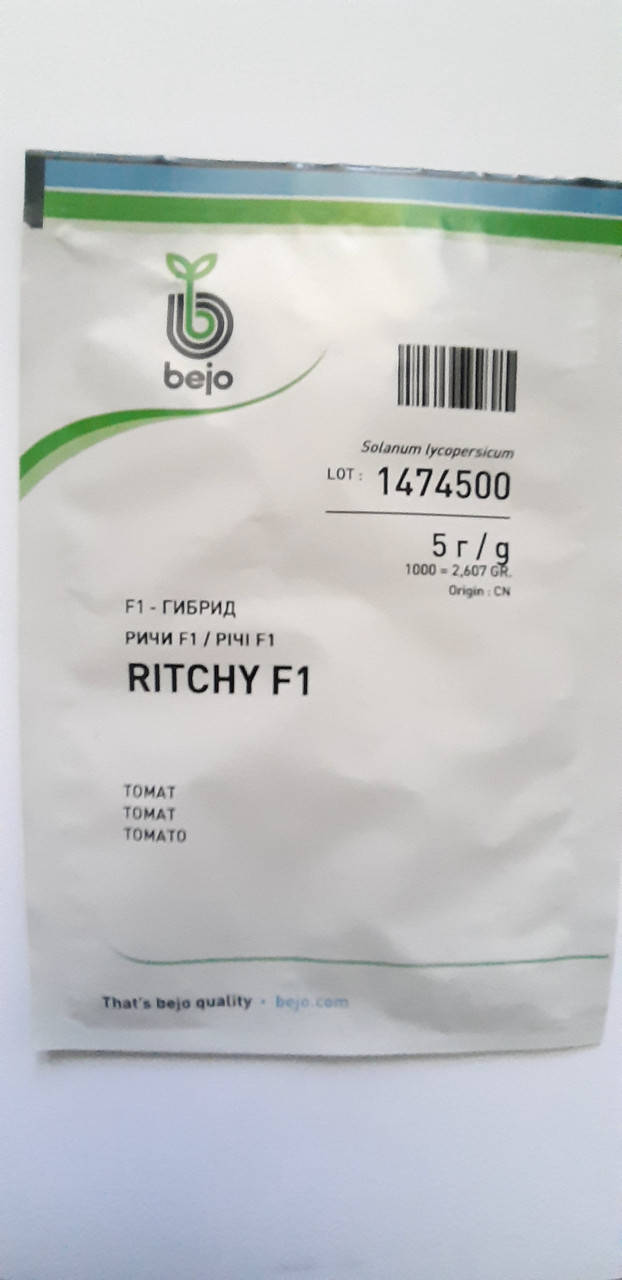 bejo
Solanum lycopersicum
LOT : 1474500
5 г / g
1000 = 2,607 GR.
Origin : CN
F1 - ГИБРИД
РИЧИ F1 / РІЧІ F1
RITCHY F1
ТОМАТ
ТОМАТ
TOMATO
That's bejo quality • bejo.com